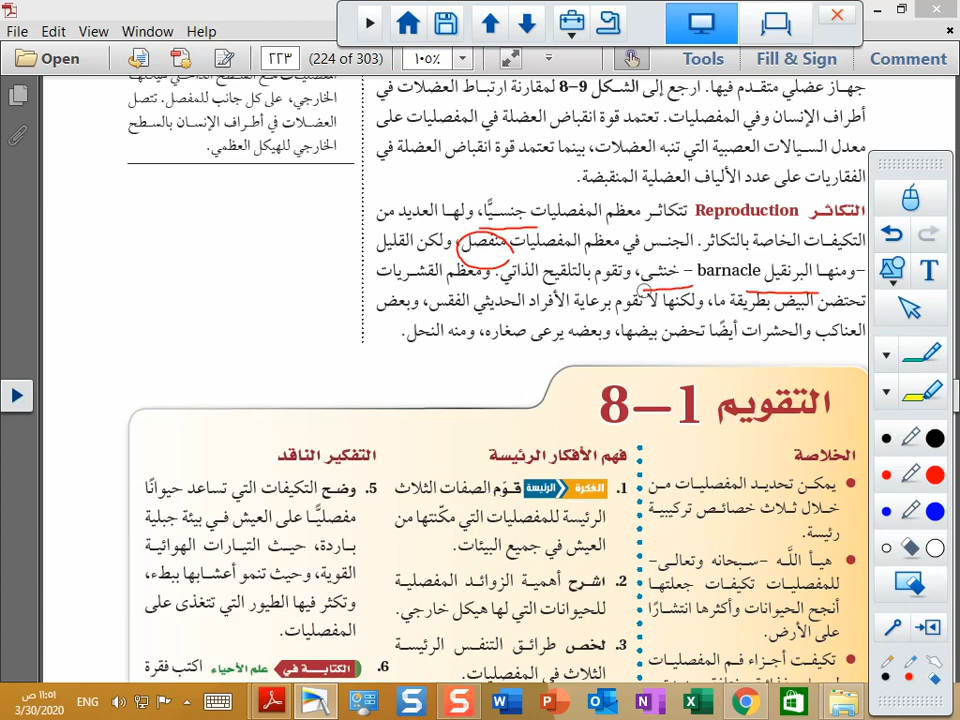 File Edit View Window Help
Open ٢٢٣ (224 of 303) ١٠٥% Tools Fill & Sign Comment
الخارجي، على كل جانب للمفصل. تتصل
العضلات في أطراف الإنسان بالسطح
الخارجي للهيكل العظمي.
جهاز عضلي متقدم فيها. ارجع إلى الشكل 9-8 لمقارنة ارتباط العضلات في
أطراف الإنسان وفي المفصليات. تعتمد قوة انقباض العضلة في المفصليات على
معدل السيالات العصبية التي تنبه العضلات، بينما تعتمد قوة انقباض العضلة في
الفقاريات على عدد الألياف العضلية المنقبضة.
التكاثر Reproduction تتكاثر معظم المفصليات جنسيًّا، ولها العديد من
التكيفات الخاصة بالتكاثر. الجنس في معظم المفصليات منفصل، ولكن القليل
-ومنها البرنقيل barnacle - خنثى، وتقوم بالتلقيح الذاتي. ومعظم القشريات
تحتضن البيض بطريقة ما، ولكنها لا تقوم برعاية الأفراد الحديثي الفقس، وبعض
العناكب والحشرات أيضًا تحضن بيضها، وبعضه يرعى صغاره، ومنه النحل.
التقويم 1-8
الخلاصة
يمكن تحديد المفصليات من
خلال ثلاث خصائص تركيبية
رئيسة.
هيأ اللَّه -سبحانه وتعالى-
للمفصليات تكيفات جعلتها
أنجح الحيوانات وأكثرها انتشارًا
على الأرض.
تكيفت أجزاء فم المفصليات
فهم الأفكار الرئيسة
1. الفكرة الرئيسة قوّم الصفات الثلاث
الرئيسة للمفصليات التي مكّنتها من
العيش في جميع البيئات.
2. اشرح أهمية الزوائد المفصلية
للحيوانات التي لها هيكل خارجي.
3. لخص طرائق التنفس الرئيسة
الثلاث في المفصليات.
التفكير الناقد
5. وضح التكيفات التي تساعد حيوانًا
مفصليًّا على العيش في بيئة جبلية
باردة، حيث التيارات الهوائية
القوية، وحيث تنمو أعشابها ببطء،
وتكثر فيها الطيور التي تتغذى على
المفصليات.
6. الكتابة في علم الأحياء اكتب فقرة
T
ENG ١١:٥١ ص
3/30/2020